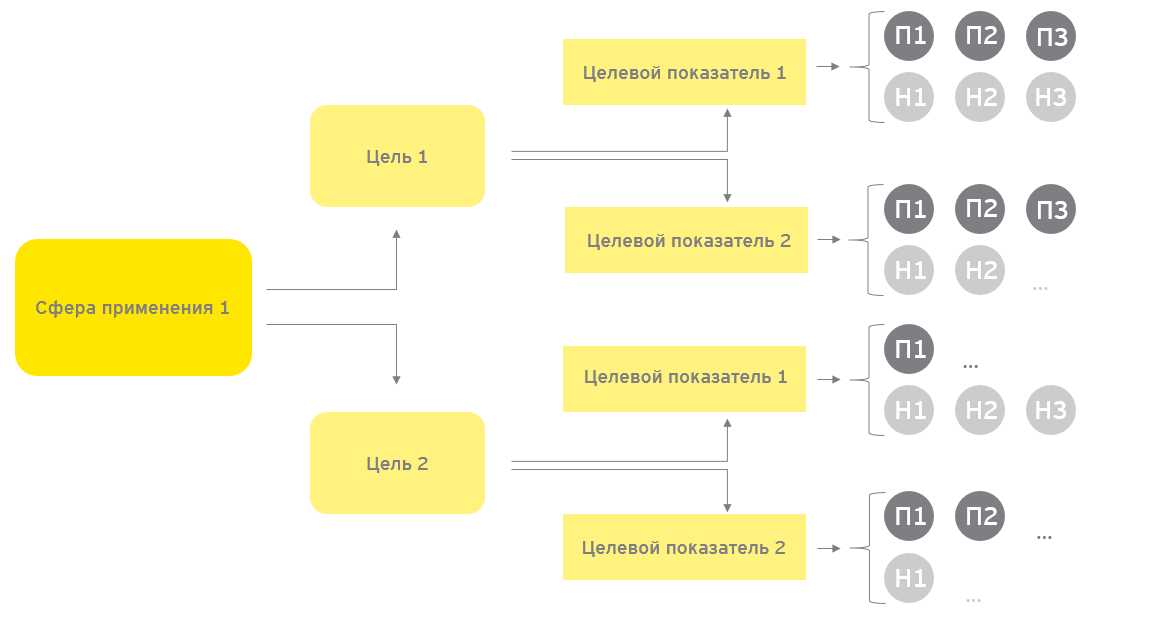 Сфера применения 1
Цель 1
Целевой показатель 1
П1 П2 П3
Н1 Н2 Н3
Целевой показатель 2
П1 П2 П3
Н1 Н2 ...
Цель 2
Целевой показатель 1
П1 ...
Н1 Н2 Н3
Целевой показатель 2
П1 П2 ...
Н1 ...